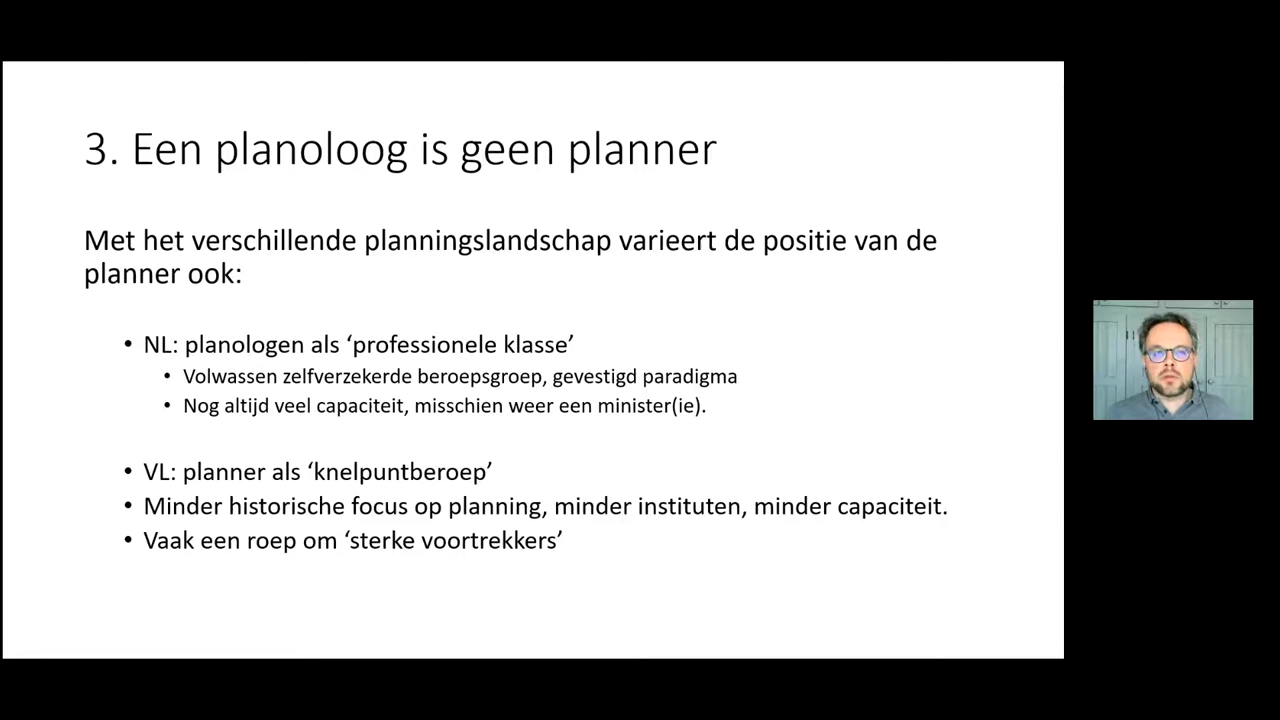 3. Een planoloog is geen planner
Met het verschillende planningslandschap varieert de positie van de
planner ook:
• NL: planologen als ‘professionele klasse’
• Volwassen zelfverzekerde beroepsgroep, gevestigd paradigma
• Nog altijd veel capaciteit, misschien weer een minister(ie).
• VL: planner als ‘knelpuntberoep’
• Minder historische focus op planning, minder instituten, minder capaciteit.
• Vaak een roep om ‘sterke voortrekkers’